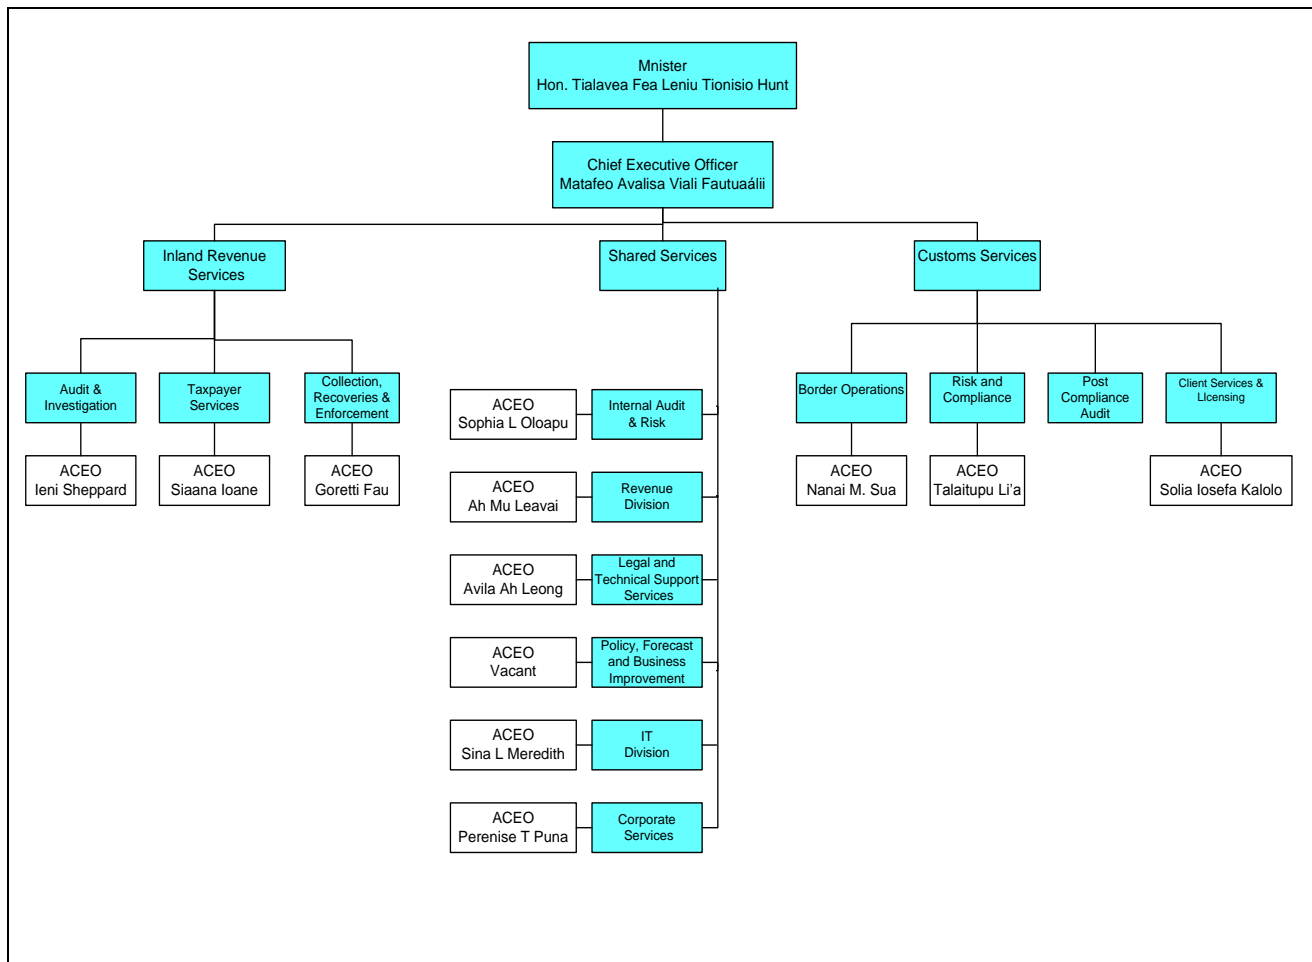 Mnister
Hon. Tialavea Fea Leniu Tionisio Hunt
Chief Executive Officer
Matafeo Avalisa Viali Fautuaálii
Inland Revenue
Services
Shared Services
Customs Services
Audit &
Investigation
Taxpayer
Services
Collection,
Recoveries &
Enforcement
ACEO
Ieni Sheppard
ACEO
Siaana Ioane
ACEO
Goretti Fau
ACEO
Sophia L Oloapu
Internal Audit
& Risk
ACEO
Ah Mu Leavai
Revenue
Division
ACEO
Avila Ah Leong
Legal and
Technical Support
Services
ACEO
Vacant
Policy, Forecast
and Business
Improvement
ACEO
Sina L Meredith
IT
Division
ACEO
Perenise T Puna
Corporate
Services
Border Operations
Risk and
Compliance
Post
Compliance
Audit
Client Services &
LIcensing
ACEO
Nanai M. Sua
ACEO
Talaitupu Li’a
ACEO
Solia Iosefa Kalolo